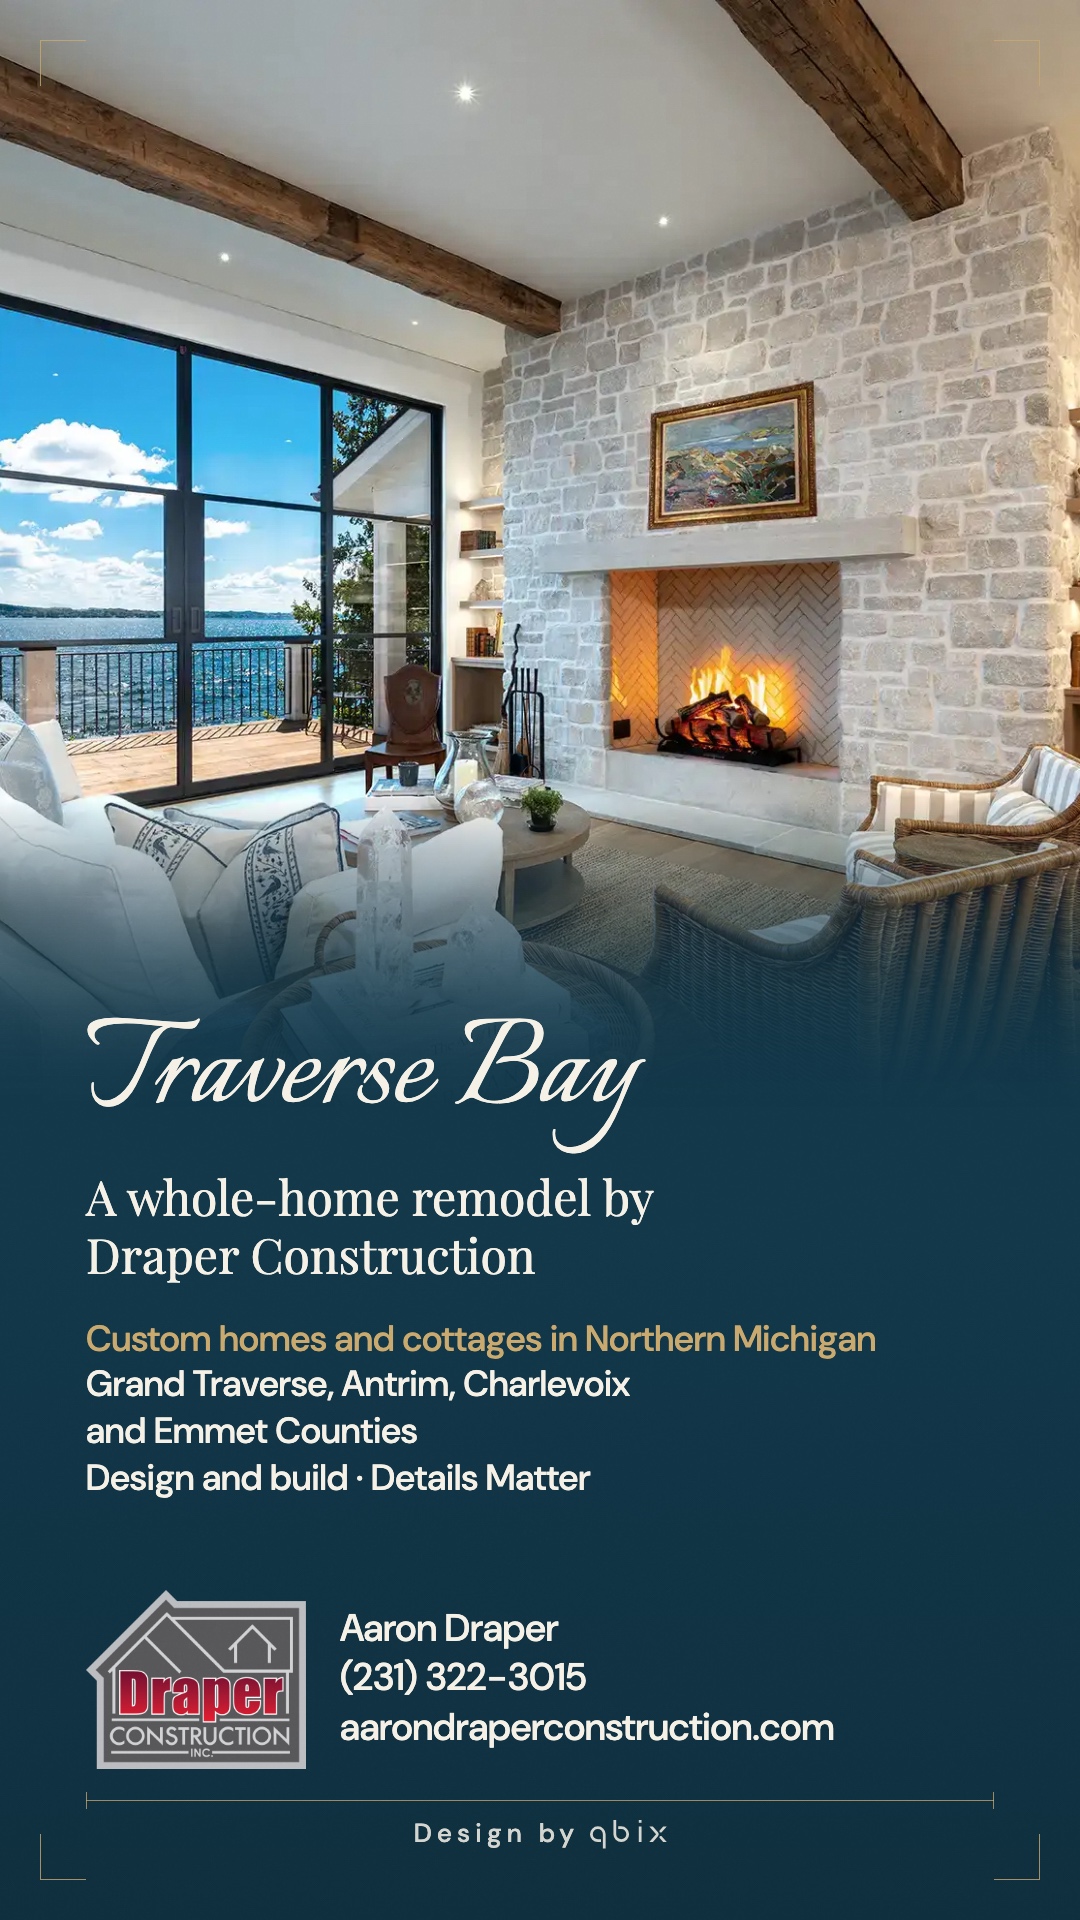 Traverse Bay
A whole-home remodel by
Draper Construction
Custom homes and cottages in Northern Michigan
Grand Traverse, Antrim, Charlevoix
and Emmet Counties
Design and build · Details Matter
Draper
CONSTRUCTION
INC.
Aaron Draper
(231) 322-3015
aarondraperconstruction.com
Design by qbix